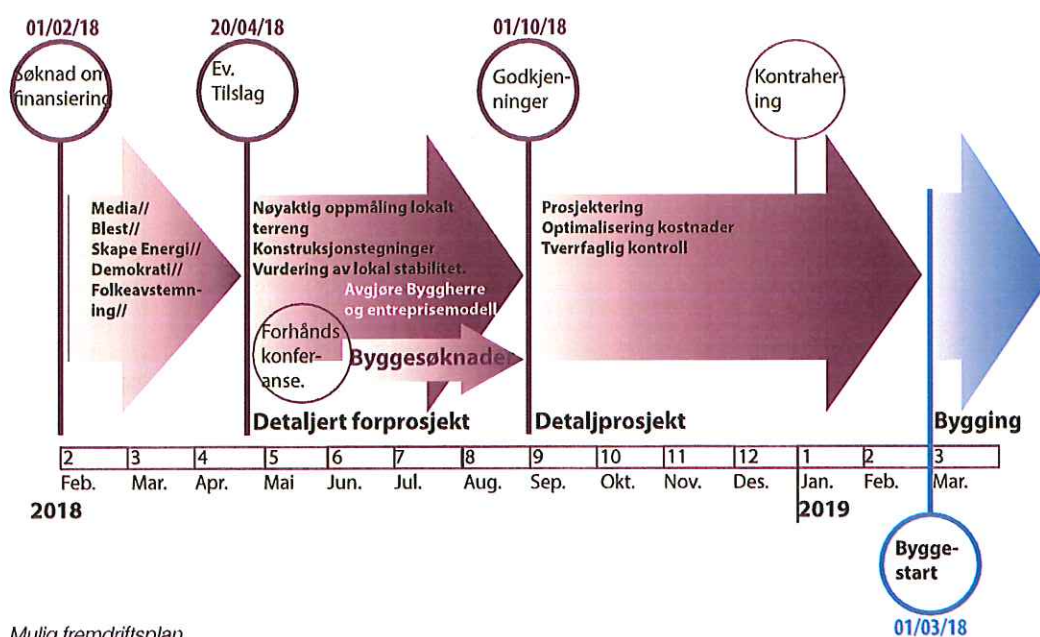 01/02/18
Søknad om
finansiering
20/04/18
Ev.
Tilslag
01/10/18
Godkjen-
ninger
Kontraher-
ing
Media//
Blest//
Skape Energi//
Demokrati//
Folkeavstemn-
ing//
Nøyaktig oppmåling lokalt
terreng
Konstruksjonstegninger
Vurdering av lokal stabilitet.
Avgjøre Byggherre
og entreprisemodell
Forhånds
konfer-
anse.
Byggesøknader
Prosjektering
Optimalisering kostnader
Tverrfaglig kontroll
Detaljert forprosjekt
Detaljprosjekt
Bygging
2 3 4 5 6 7 8 9 10 11 12 1 2 3
Feb. Mar. Apr. Mai Jun. Jul. Aug. Sep. Okt. Nov. Des. Jan. Feb. Mar.
2018 2019
Bygge-
start
01/03/18
Mulig fremdriftsplan